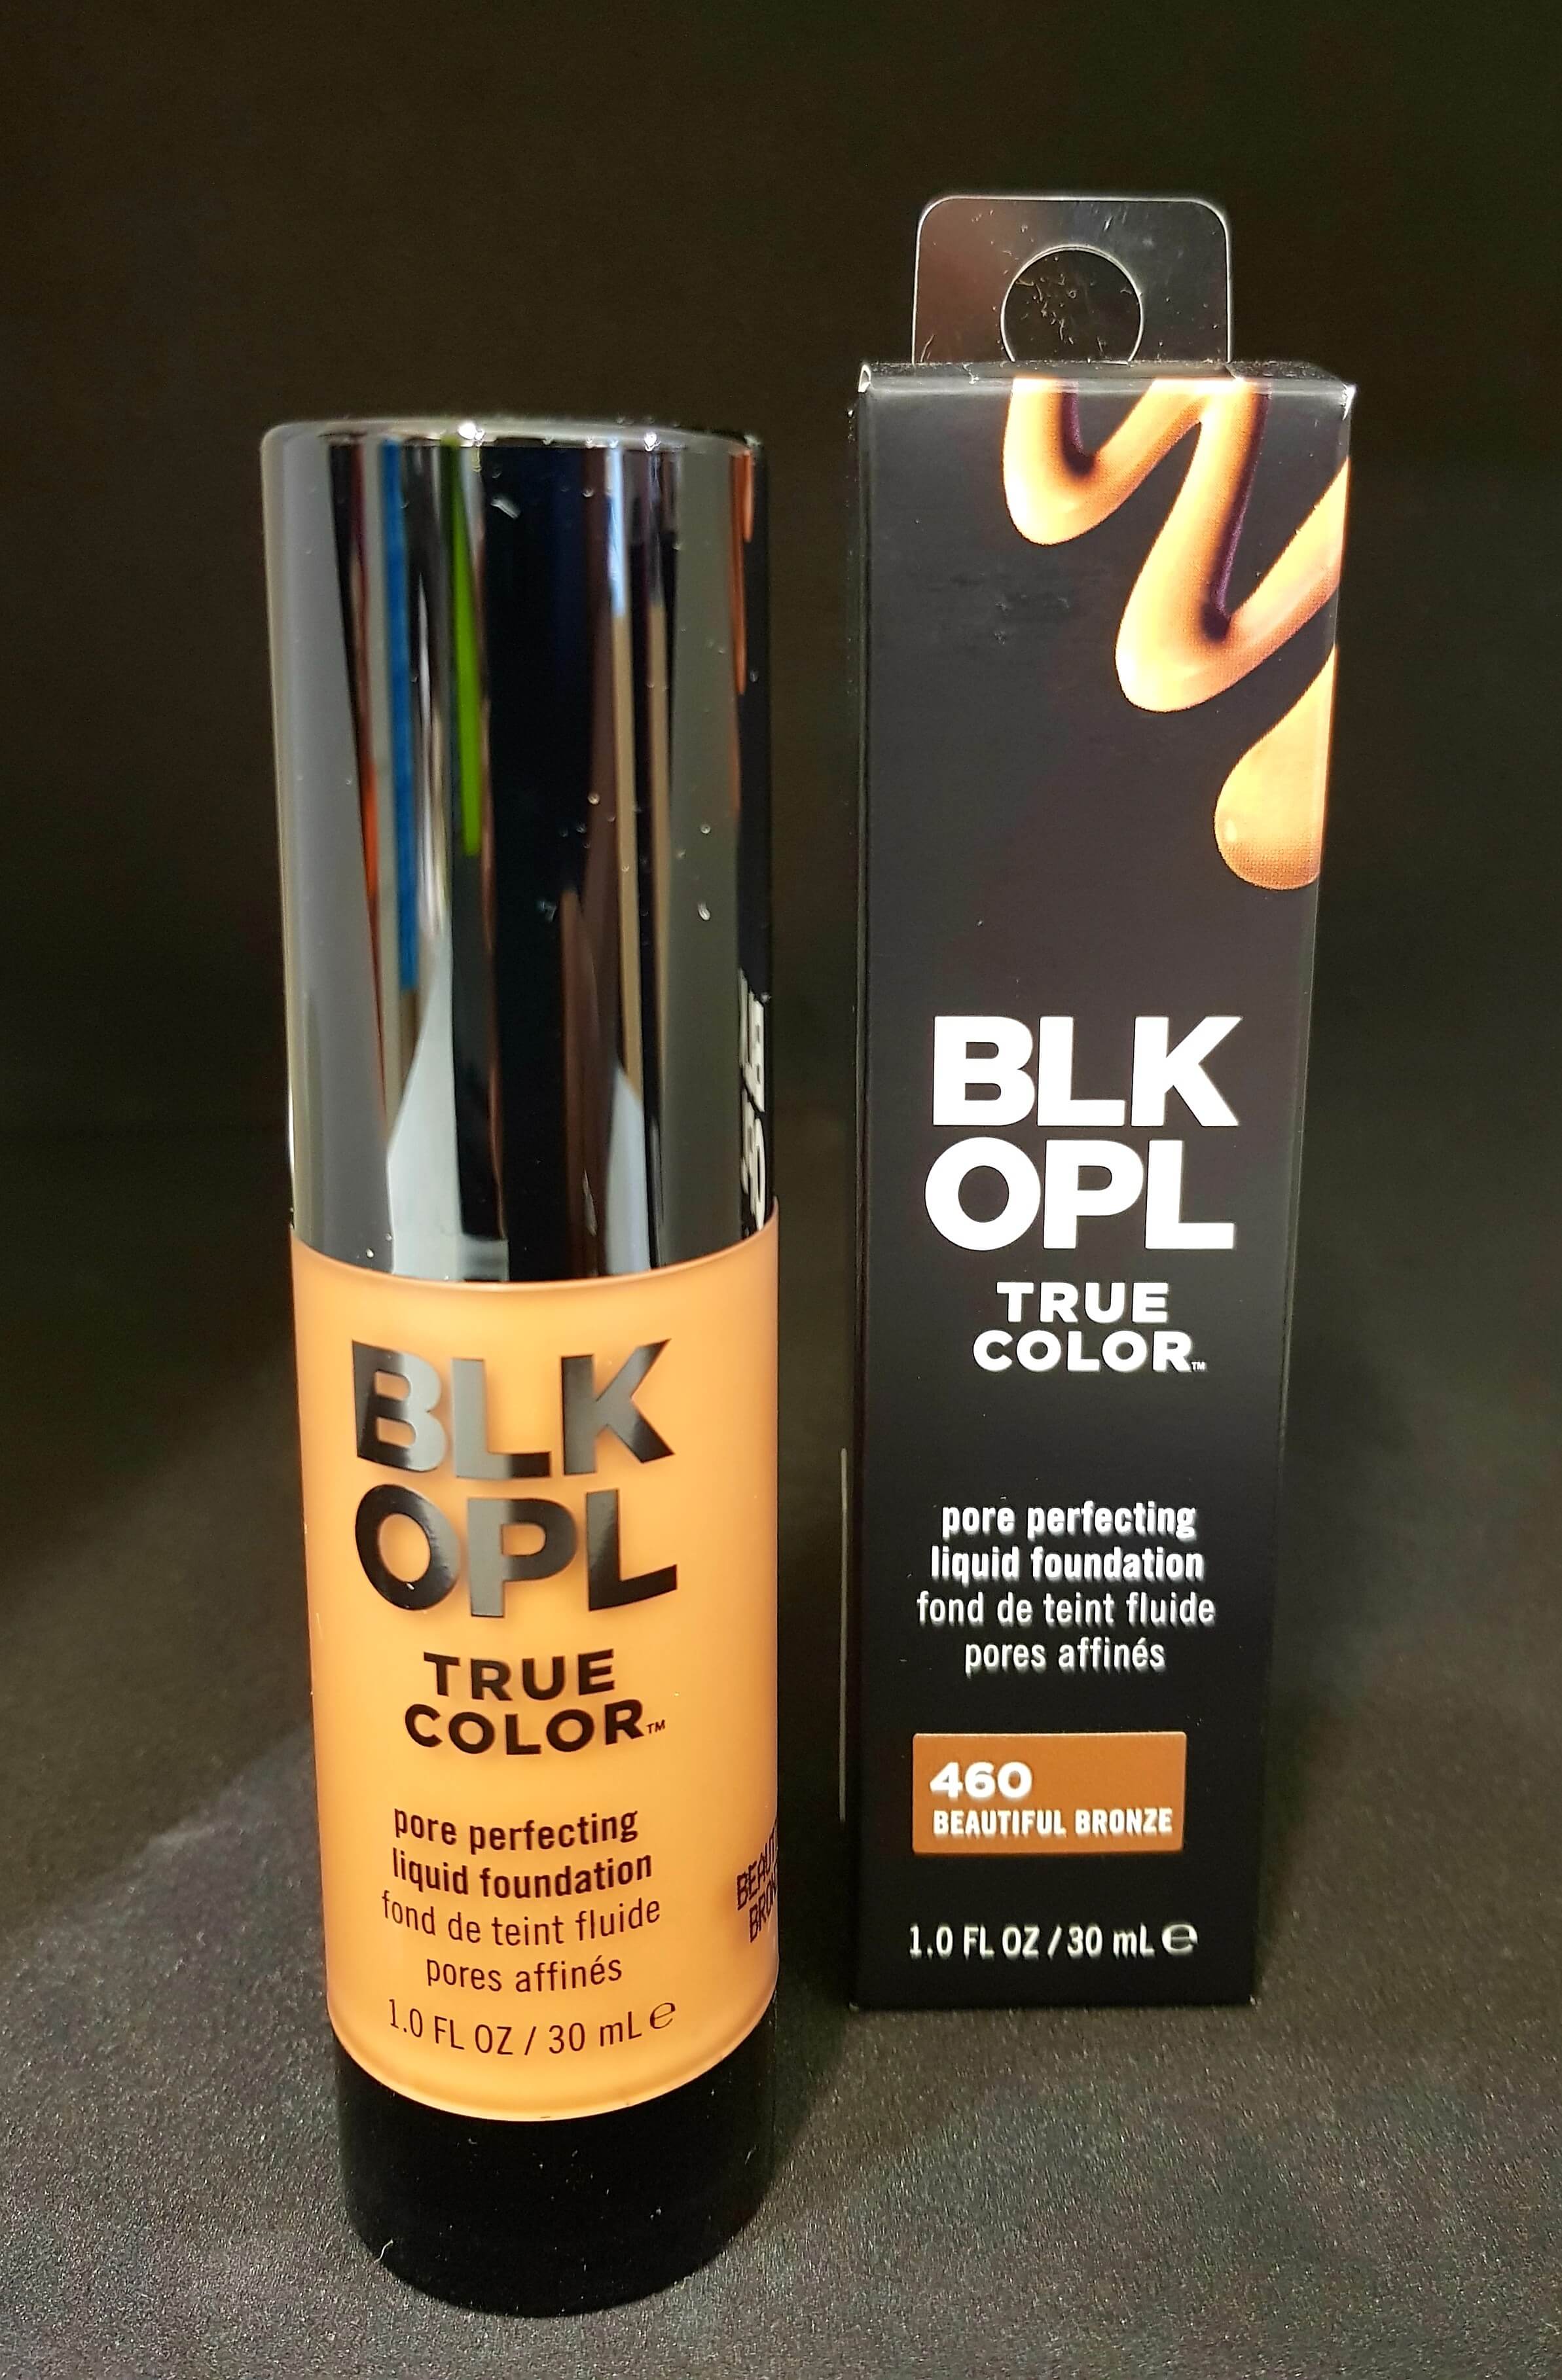 BLK
OPL
TRUE
COLOR™
pore perfecting
liquid foundation
fond de teint fluide
pores affinés
1.0 FL OZ / 30 mL ℮
BLK
OPL
TRUE
COLOR™
pore perfecting
liquid foundation
fond de teint fluide
pores affinés
460
BEAUTIFUL BRONZE
1.0 FL OZ / 30 mL ℮